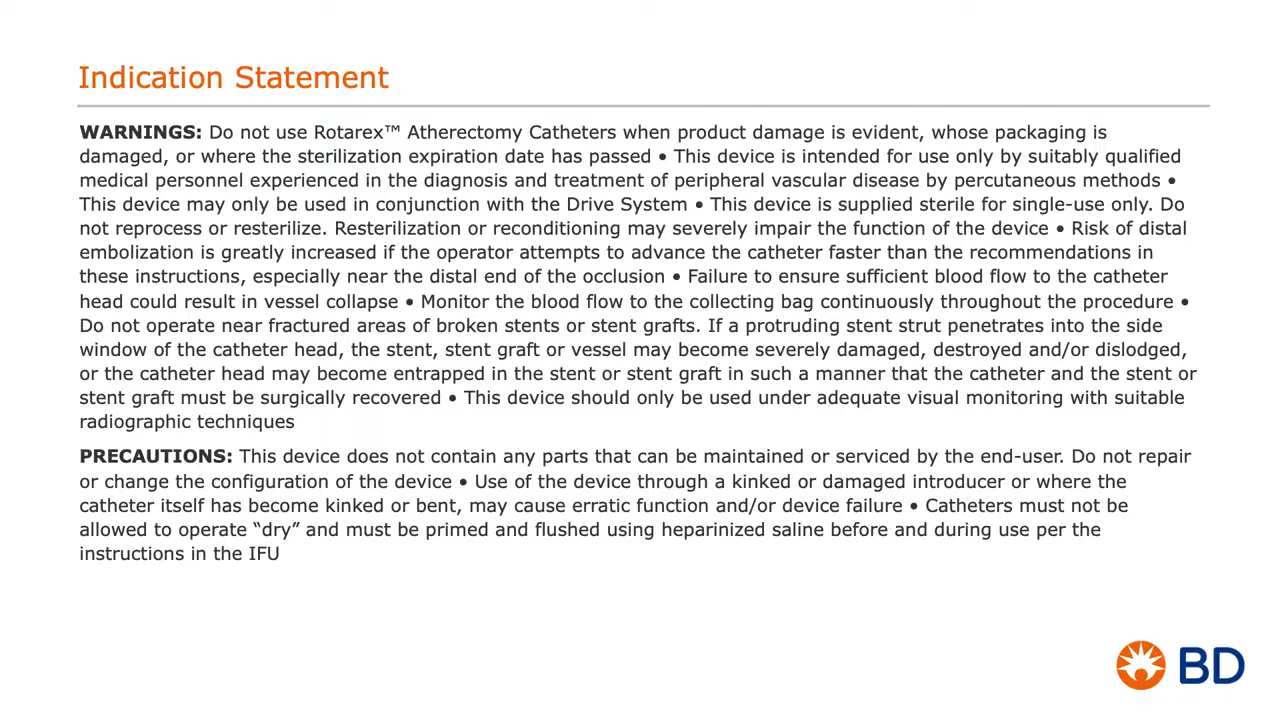 Indication Statement
WARNINGS: Do not use Rotarex™ Atherectomy Catheters when product damage is evident, whose packaging is
damaged, or where the sterilization expiration date has passed • This device is intended for use only by suitably qualified
medical personnel experienced in the diagnosis and treatment of peripheral vascular disease by percutaneous methods •
This device may only be used in conjunction with the Drive System • This device is supplied sterile for single-use only. Do
not reprocess or resterilize. Resterilization or reconditioning may severely impair the function of the device • Risk of distal
embolization is greatly increased if the operator attempts to advance the catheter faster than the recommendations in
these instructions, especially near the distal end of the occlusion • Failure to ensure sufficient blood flow to the catheter
head could result in vessel collapse • Monitor the blood flow to the collecting bag continuously throughout the procedure •
Do not operate near fractured areas of broken stents or stent grafts. If a protruding stent strut penetrates into the side
window of the catheter head, the stent, stent graft or vessel may become severely damaged, destroyed and/or dislodged,
or the catheter head may become entrapped in the stent or stent graft in such a manner that the catheter and the stent or
stent graft must be surgically recovered • This device should only be used under adequate visual monitoring with suitable
radiographic techniques
PRECAUTIONS: This device does not contain any parts that can be maintained or serviced by the end-user. Do not repair
or change the configuration of the device • Use of the device through a kinked or damaged introducer or where the
catheter itself has become kinked or bent, may cause erratic function and/or device failure • Catheters must not be
allowed to operate “dry” and must be primed and flushed using heparinized saline before and during use per the
instructions in the IFU
BD